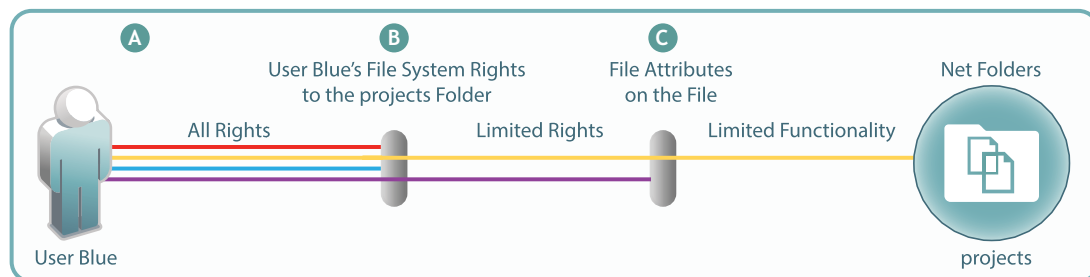 A
B
C
User Blue's File System Rights
to the projects Folder
File Attributes
on the File
Net Folders
All Rights
Limited Rights
Limited Functionality
User Blue
projects